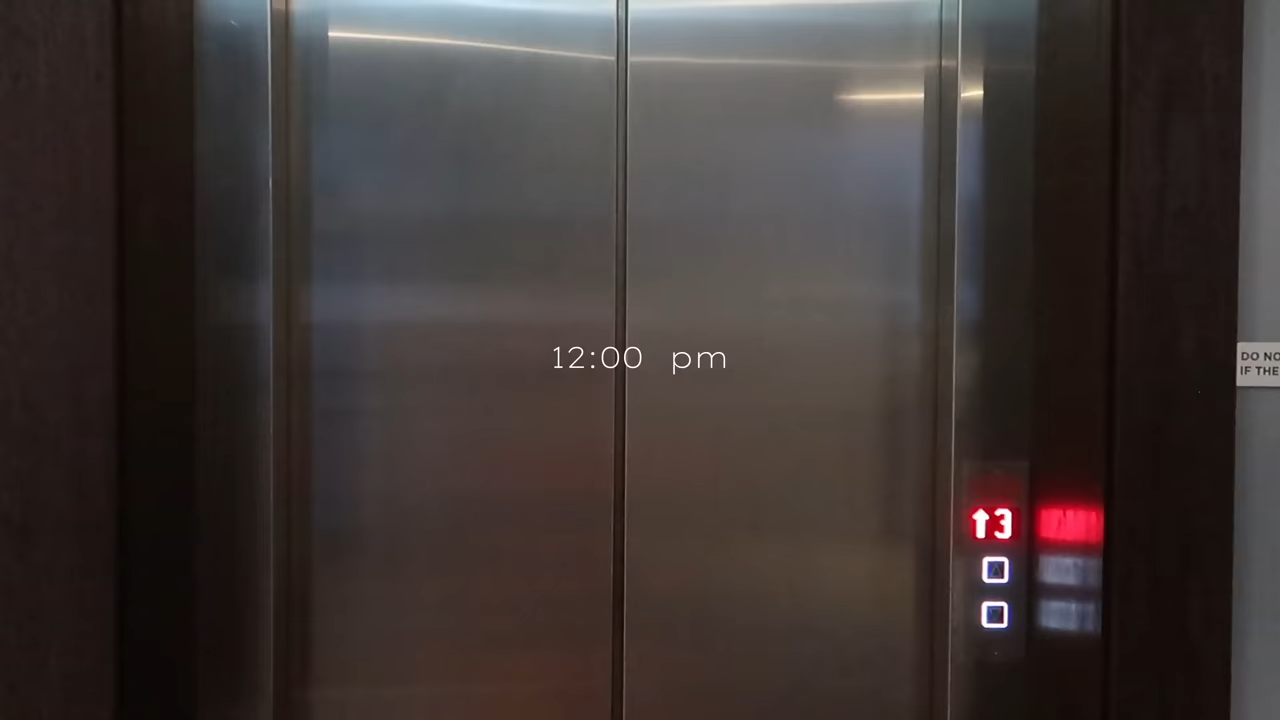 12:00 pm
↑3
DO NO
IF THE